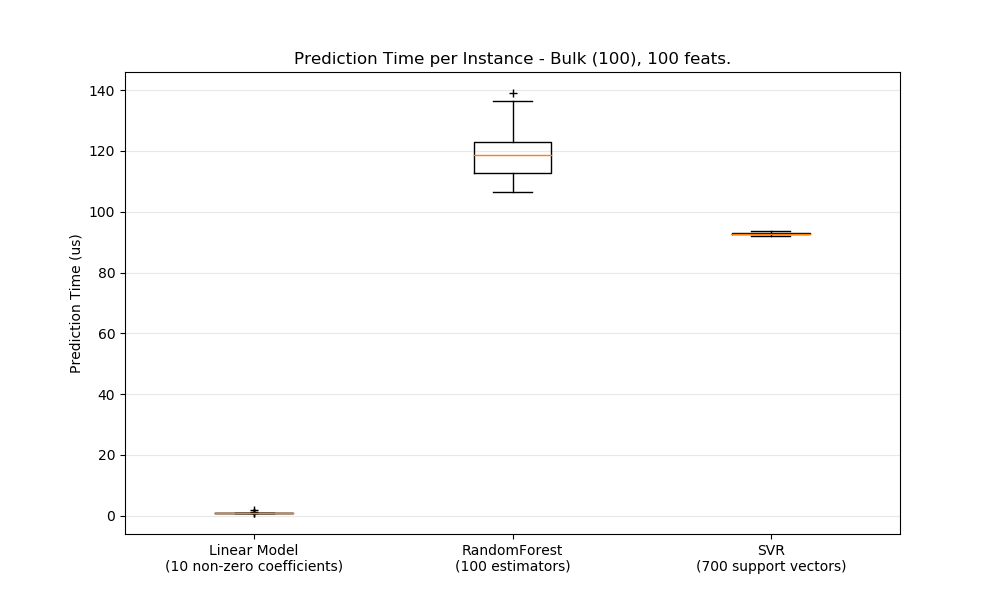 Prediction Time per Instance - Bulk (100), 100 feats.
Prediction Time (us)
140
120
100
80
60
40
20
0
Linear Model
(10 non-zero coefficients)
RandomForest
(100 estimators)
SVR
(700 support vectors)